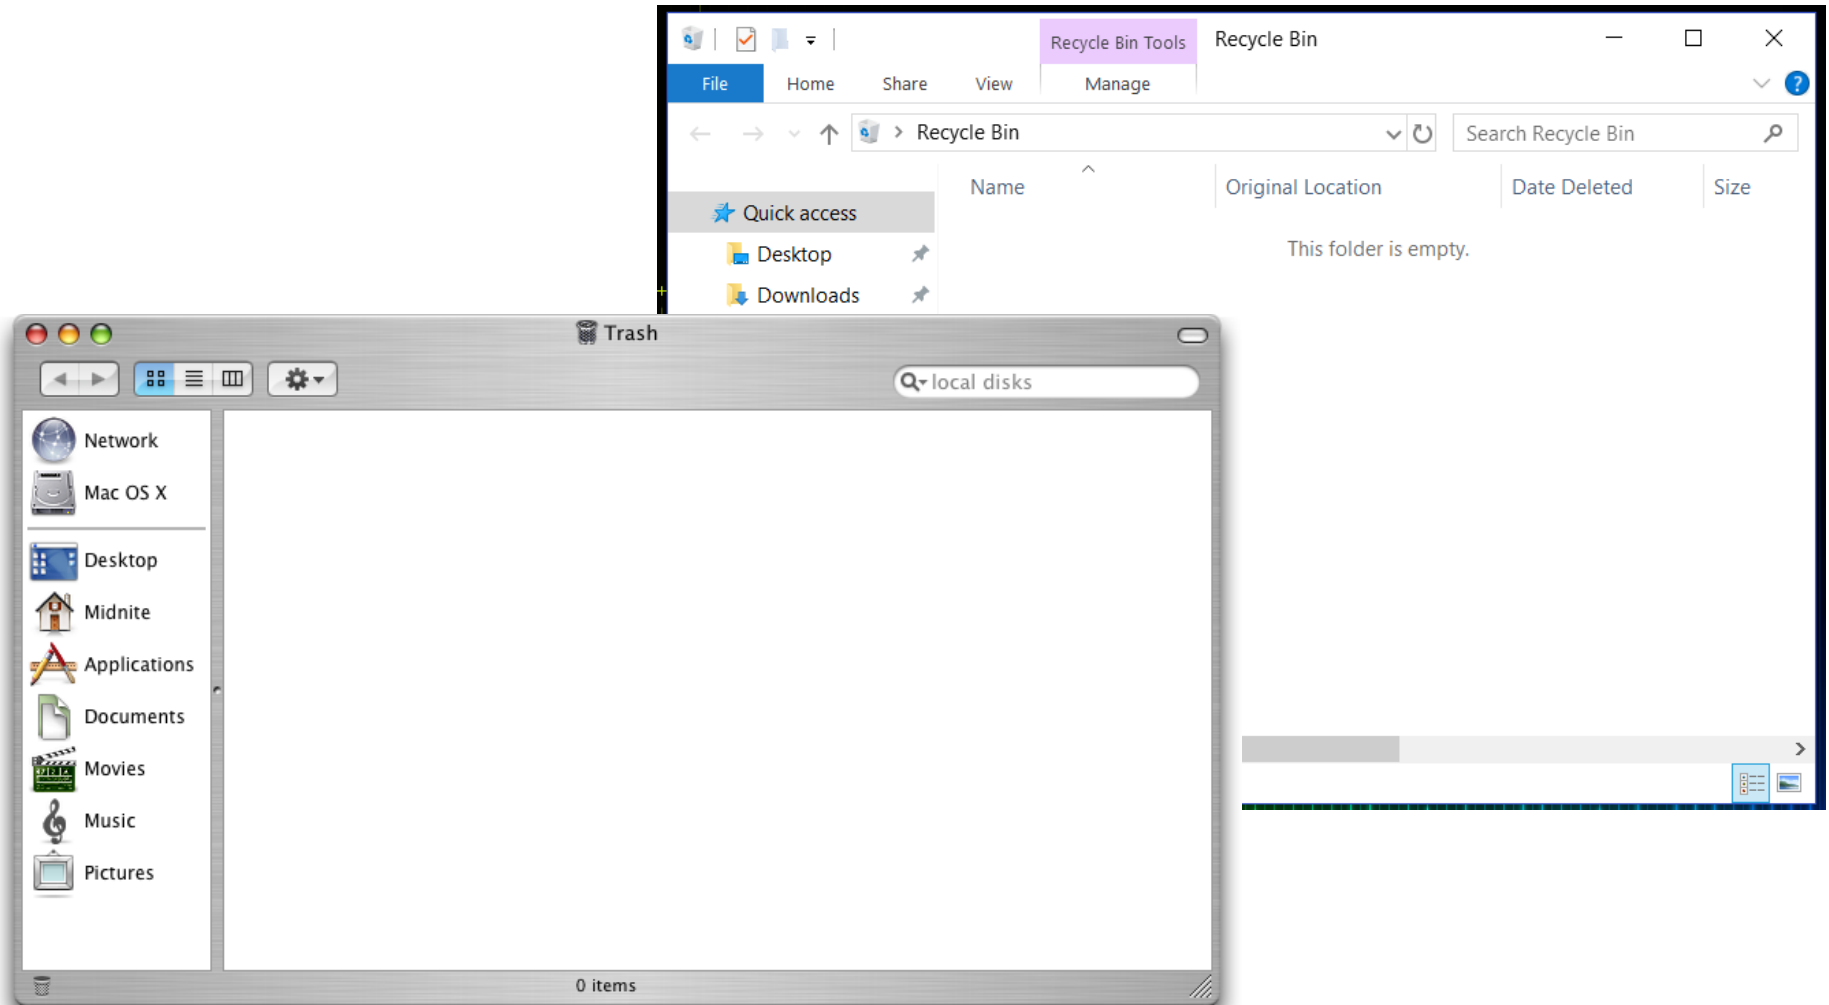 Recycle Bin Tools Recycle Bin
File Home Share View Manage
Recycle Bin Search Recycle Bin
Name Original Location Date Deleted Size
Quick access
This folder is empty.
Desktop
Downloads
Trash
local disks
Network
Mac OS X
Desktop
Midnite
Applications
Documents
Movies
Music
Pictures
0 items